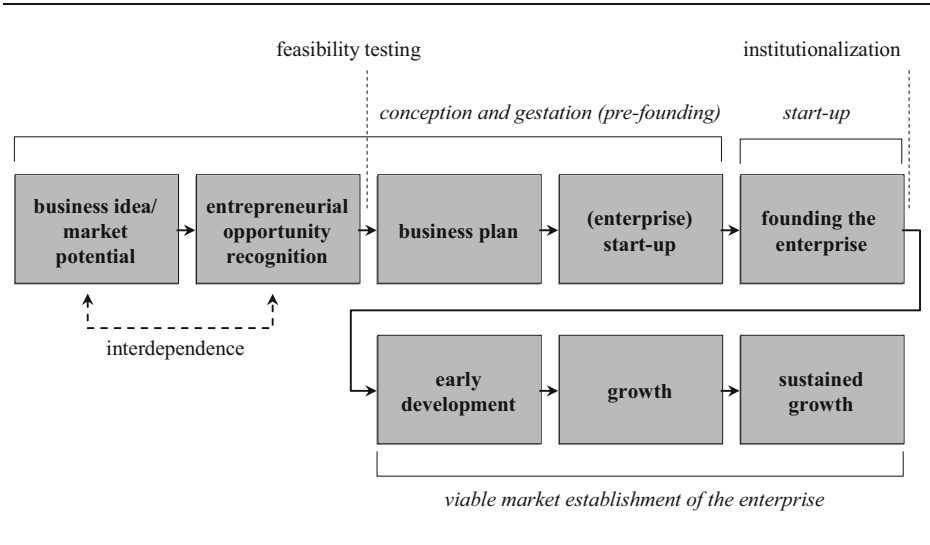 feasibility testing
institutionalization
conception and gestation (pre-founding)
start-up
business idea/
market
potential
entrepreneurial
opportunity
recognition
business plan
(enterprise)
start-up
founding the
enterprise
interdependence
early
development
growth
sustained
growth
viable market establishment of the enterprise